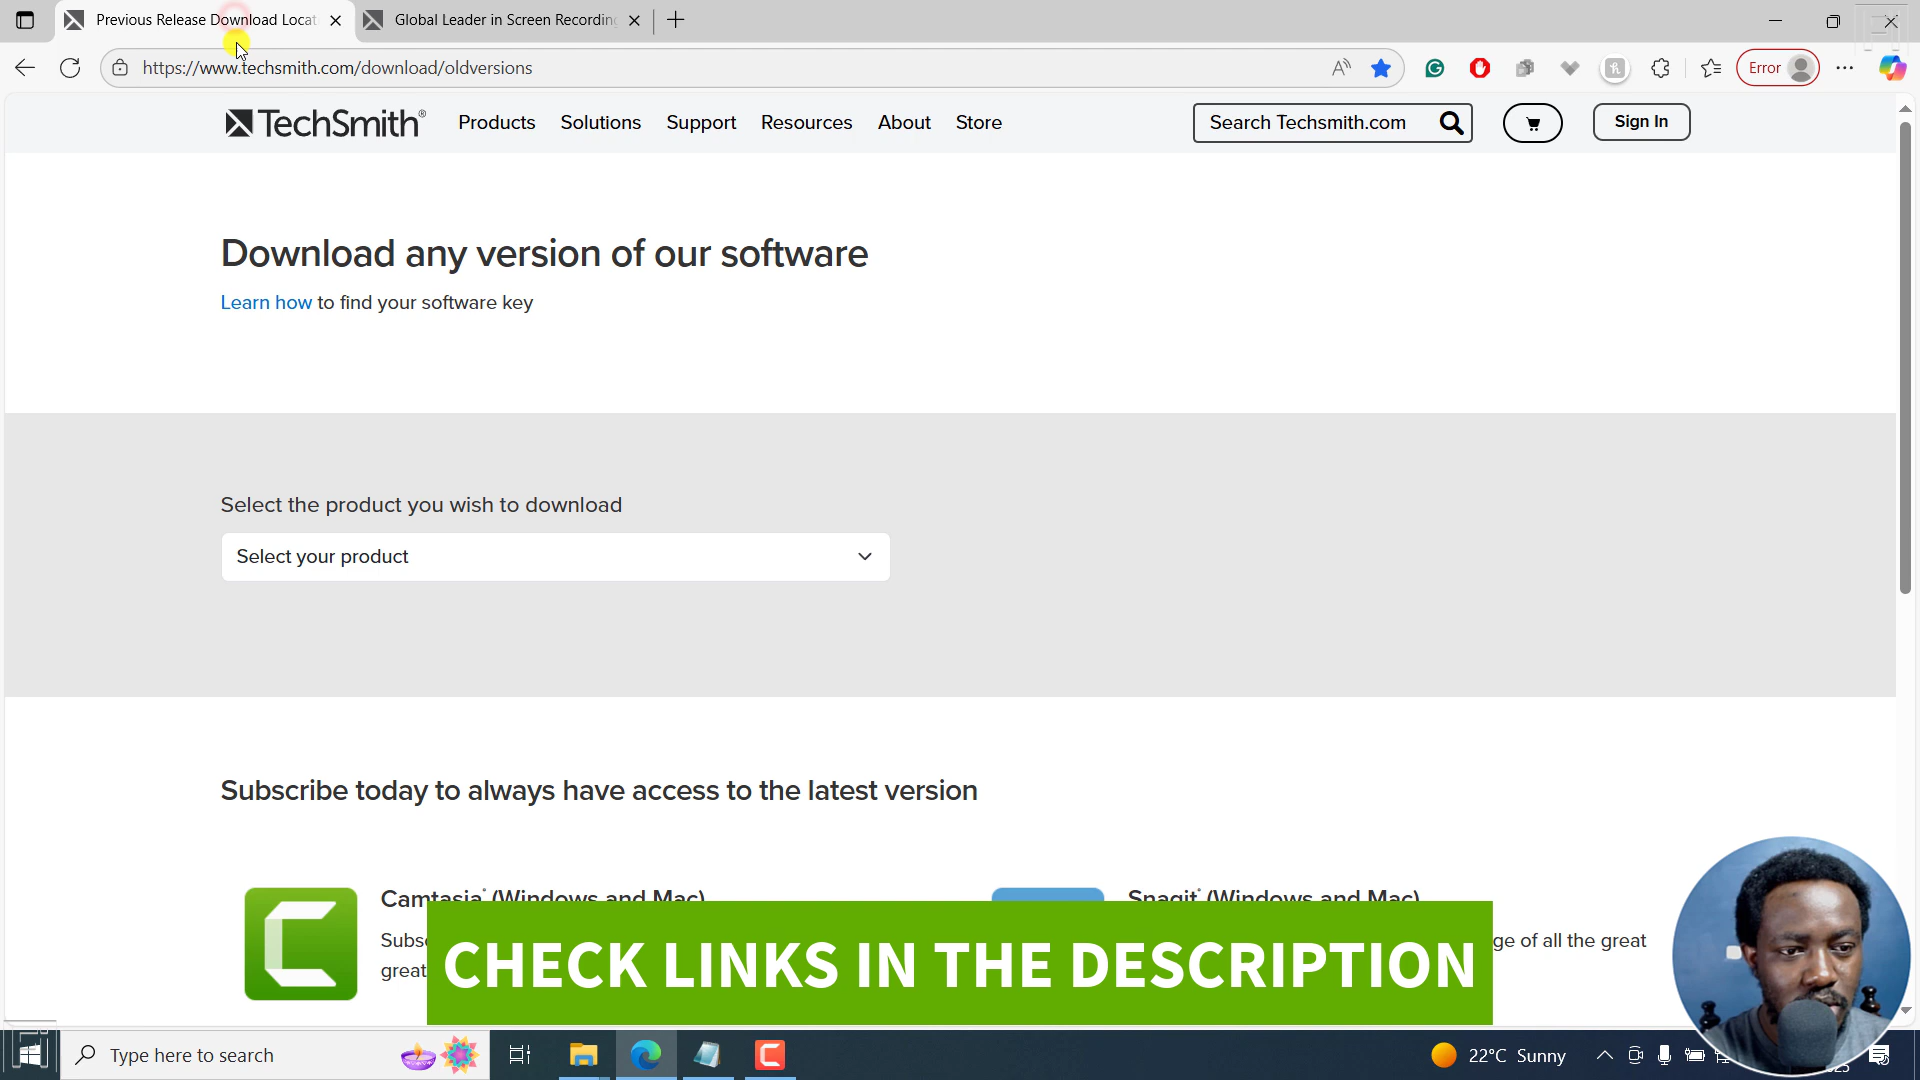 Previous Release Download Locat
Global Leader in Screen Recording
https://www.techsmith.com/download/oldversions
Error
TechSmith®
Products
Solutions
Support
Resources
About
Store
Search Techsmith.com
Sign In
Download any version of our software
Learn how to find your software key
Select the product you wish to download
Select your product
Subscribe today to always have access to the latest version
Camtasia® (Windows and Mac)
Snagit® (Windows and Mac)
ge of all the great
great
CHECK LINKS IN THE DESCRIPTION
Type here to search
22°C Sunny